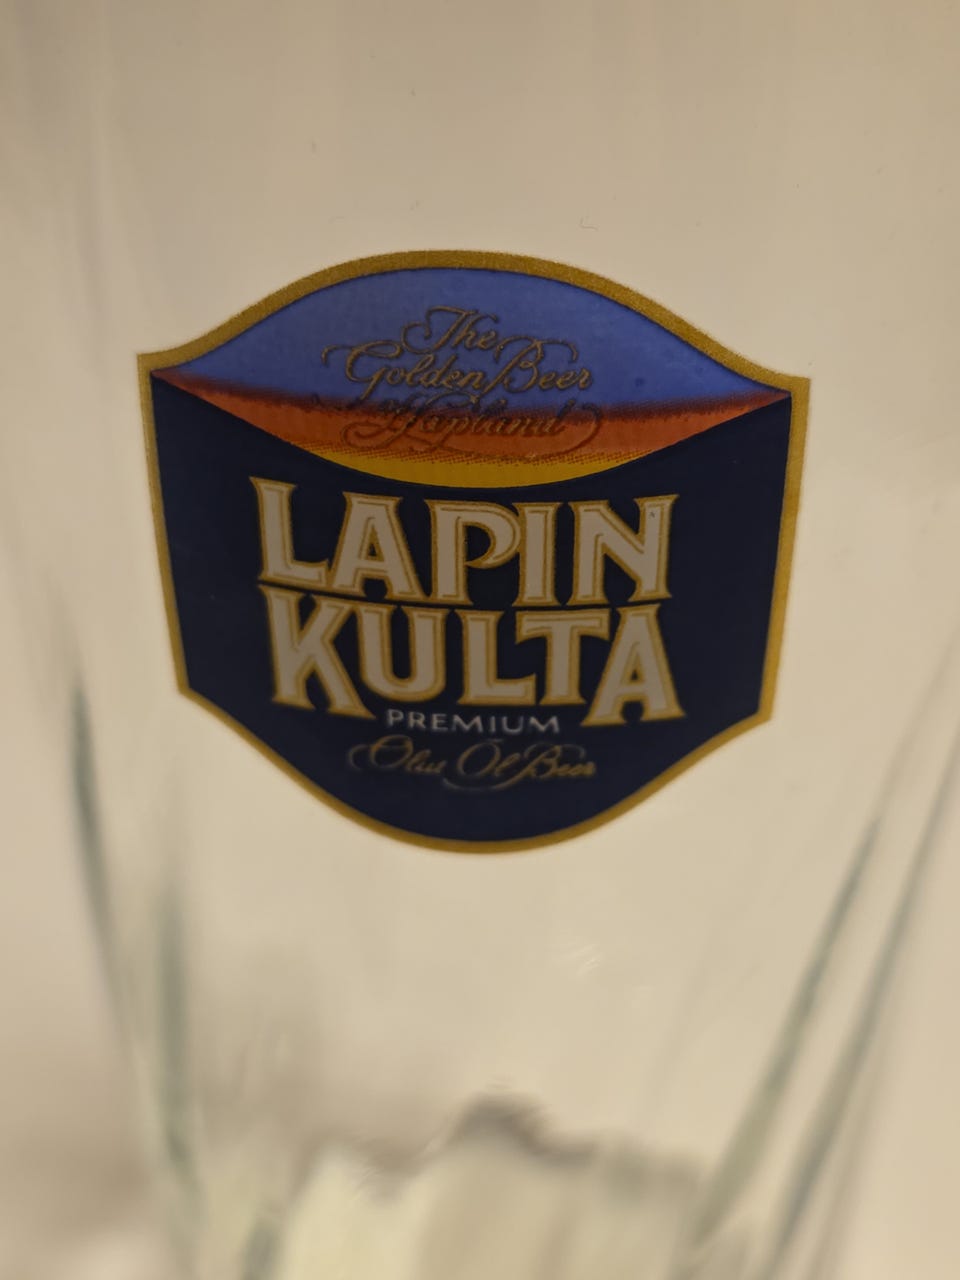 The
Golden Beer
of Lapland
LAPIN
KULTA
PREMIUM
Olut Öl Beer